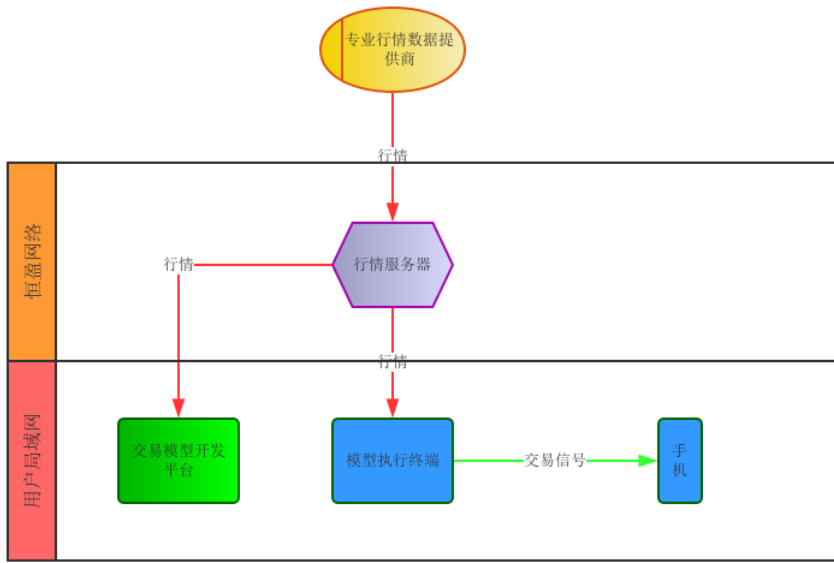 专业行情数据提
供商
行情
恒盈网络
行情
行情服务器
行情
用户局域网
交易模型开发
平台
模型执行终端
交易信号
手
机